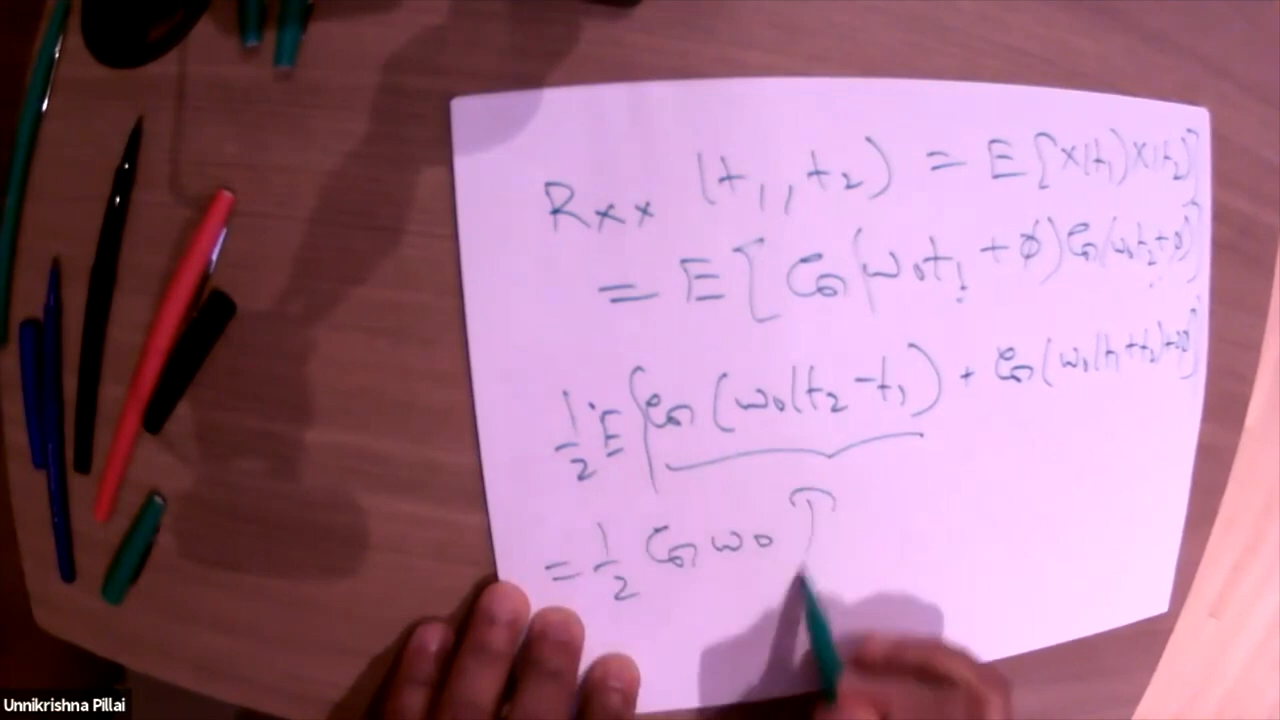 Rxx (t1, t2) = E[X(t1)X(t2)]
= E[Cos(ω0t1 + ϕ)Cos(ω0t2+ϕ)]
1/2 E[Cos(ω0(t2-t1) + Cos(ω0(t1+t2)+2ϕ)]
= 1/2 Cos ω0 τ
Unnikrishna Pillai